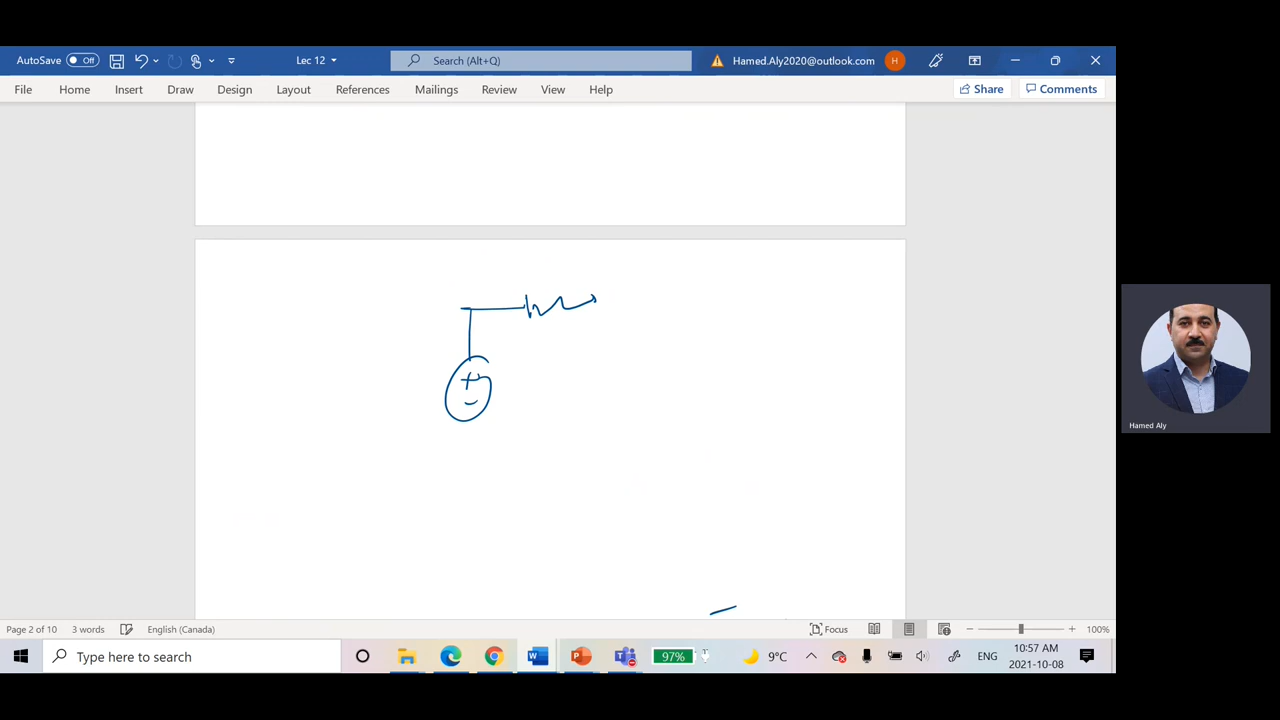 AutoSave Off Lec 12 Search (Alt+Q) Hamed.Aly2020@outlook.com H
File Home Insert Draw Design Layout References Mailings Review View Help Share Comments
+
-
Hamed Aly
Page 2 of 10 3 words English (Canada) Focus 100%
Type here to search 97% 9°C ENG 10:57 AM
2021-10-08